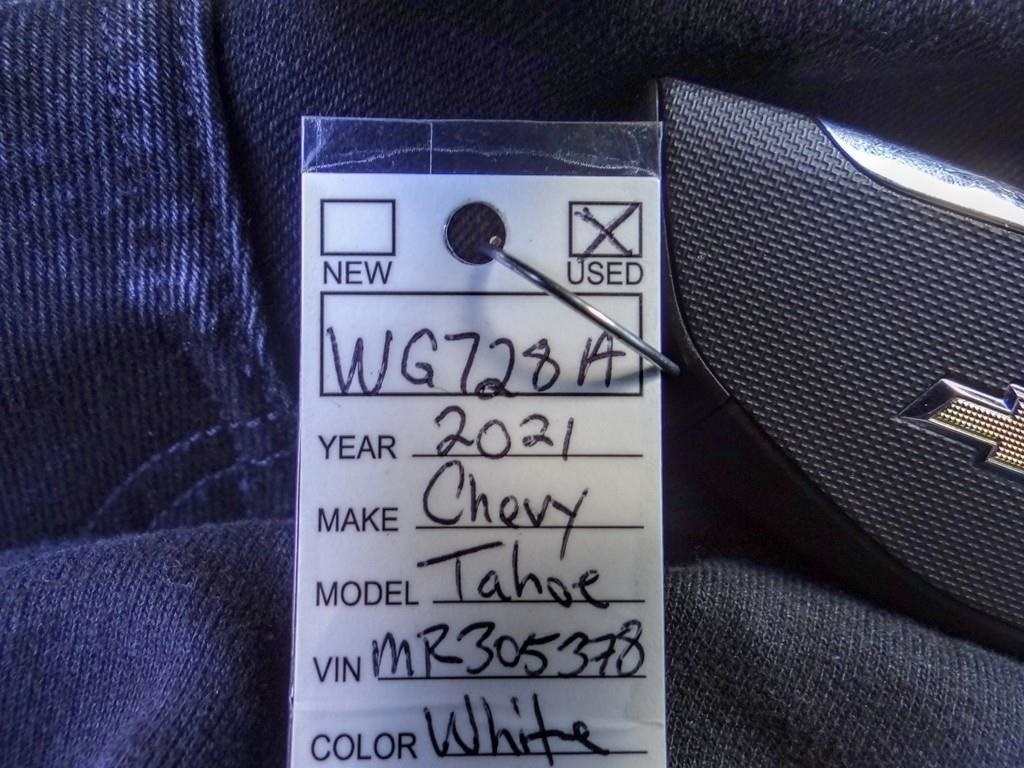 NEW USED
WG728A
YEAR 2021
MAKE Chevy
MODEL Tahoe
VIN MR305378
COLOR White